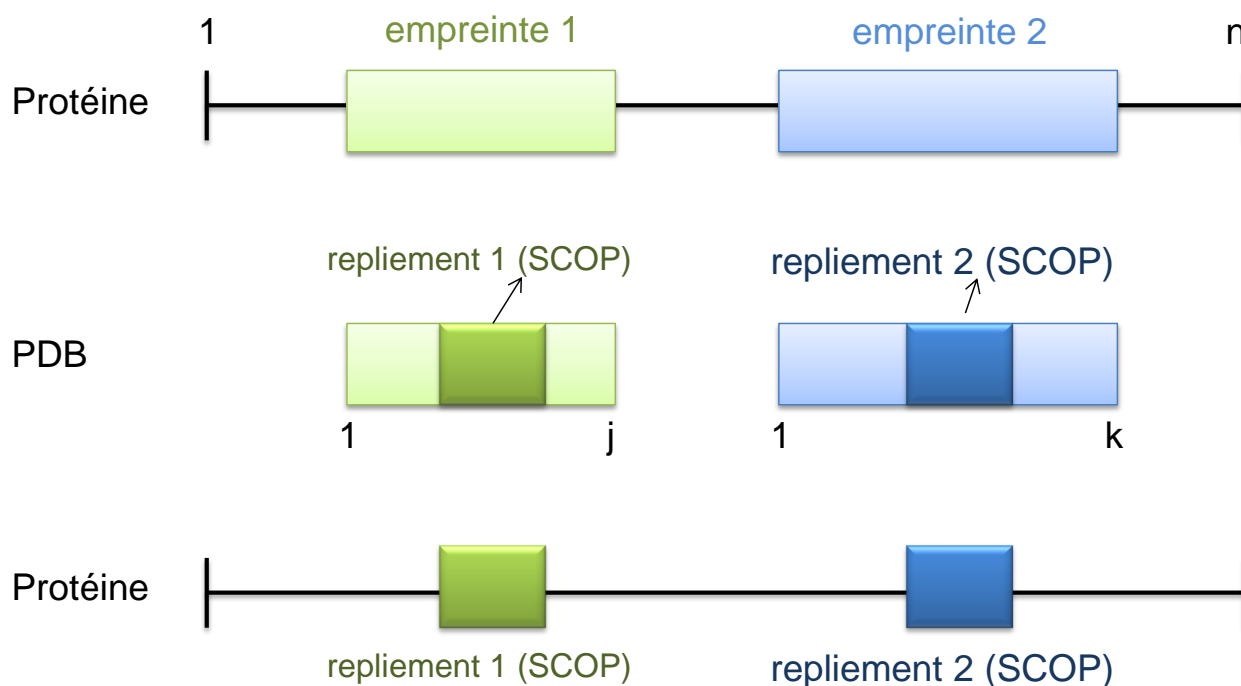 1 empreinte 1 empreinte 2 n
Protéine
repliement 1 (SCOP) repliement 2 (SCOP)
PDB
1 j 1 k
Protéine
repliement 1 (SCOP) repliement 2 (SCOP)